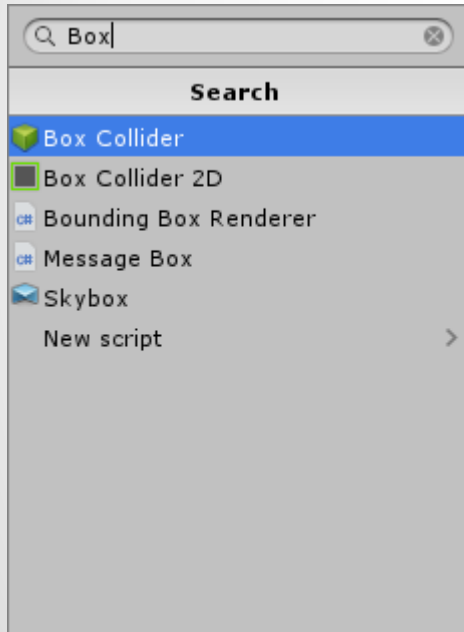 Box
Search
Box Collider
Box Collider 2D
c# Bounding Box Renderer
c# Message Box
Skybox
New script